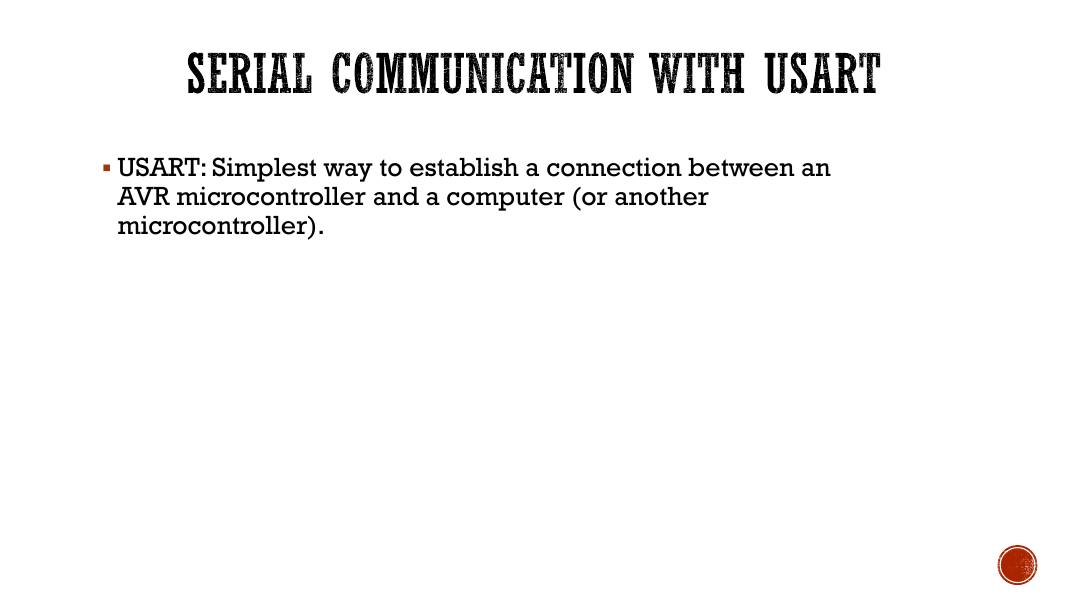 SERIAL COMMUNICATION WITH USART
▪ USART: Simplest way to establish a connection between an
AVR microcontroller and a computer (or another
microcontroller).